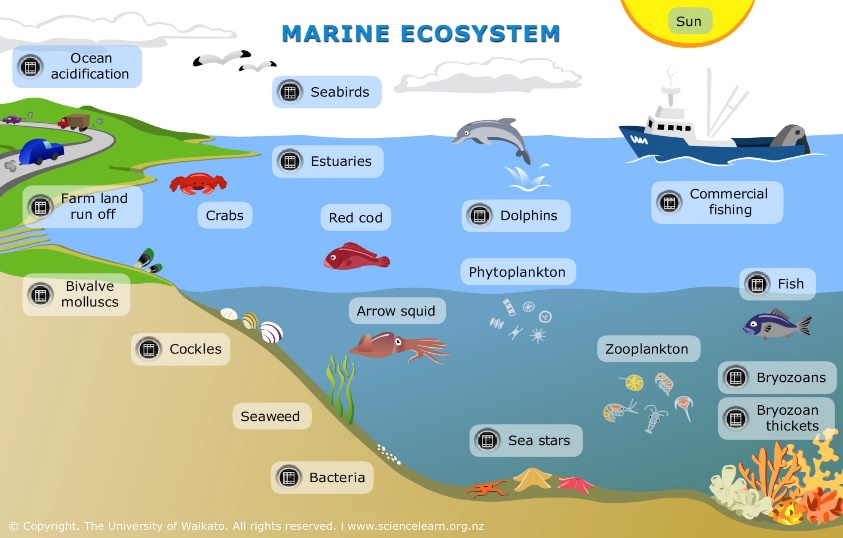 MARINE ECOSYSTEM
Sun
Ocean
acidification
Seabirds
Estuaries
Farm land
run off
Crabs
Red cod
Dolphins
Commercial
fishing
Phytoplankton
Bivalve
molluscs
Fish
Arrow squid
Cockles
Zooplankton
Bryozoans
Seaweed
Bryozoan
thickets
Sea stars
Bacteria
© Copyright. The University of Waikato. All rights reserved. I www.sciencelearn.org.nz